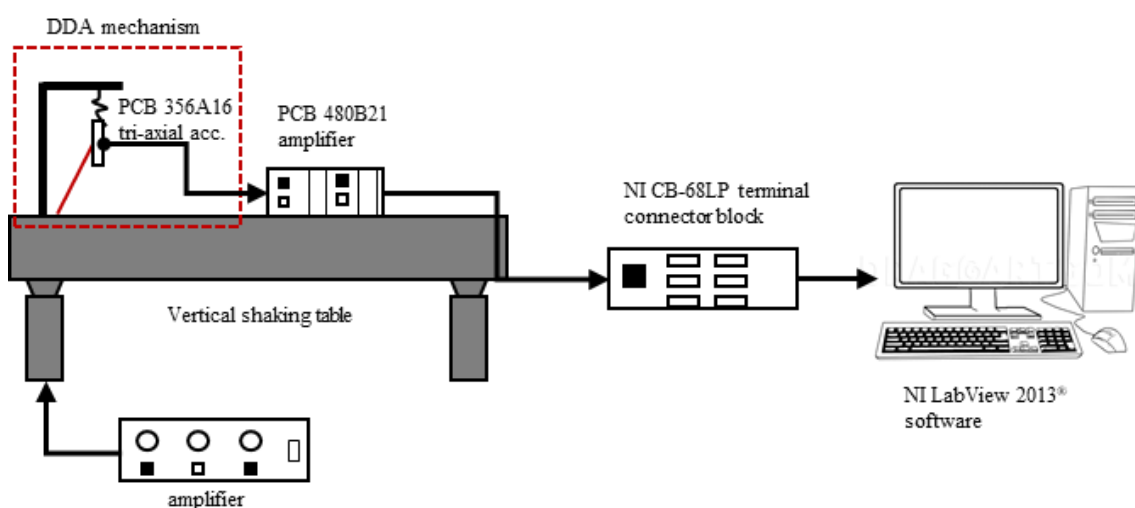 DDA mechanism
PCB 356A16
tri-axial acc.
PCB 480B21
amplifier
NI CB-68LP terminal
connector block
Vertical shaking table
NI LabView 2013®
software
amplifier